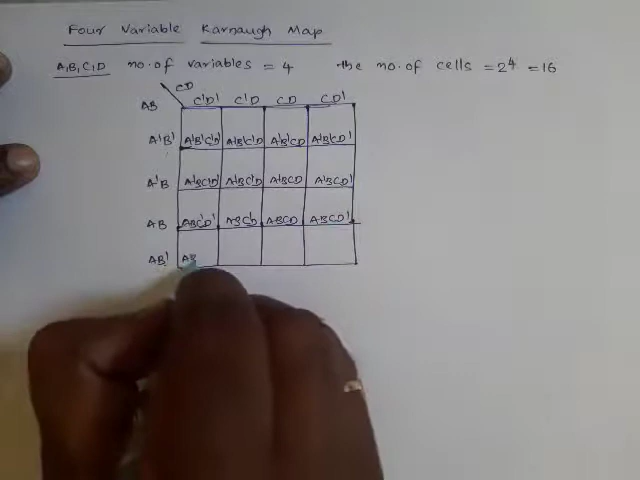 Four Variable Karnaugh Map
A,B,C,D no.of variables = 4 the no.of cells = 2⁴ = 16
CD
AB C'D' C'D CD CD'
A'B' A'B'C'D' A'B'C'D A'B'CD A'B'CD'
A'B A'BC'D' A'BC'D A'BCD A'BCD'
AB ABC'D' ABC'D ABCD ABCD'
AB' AB